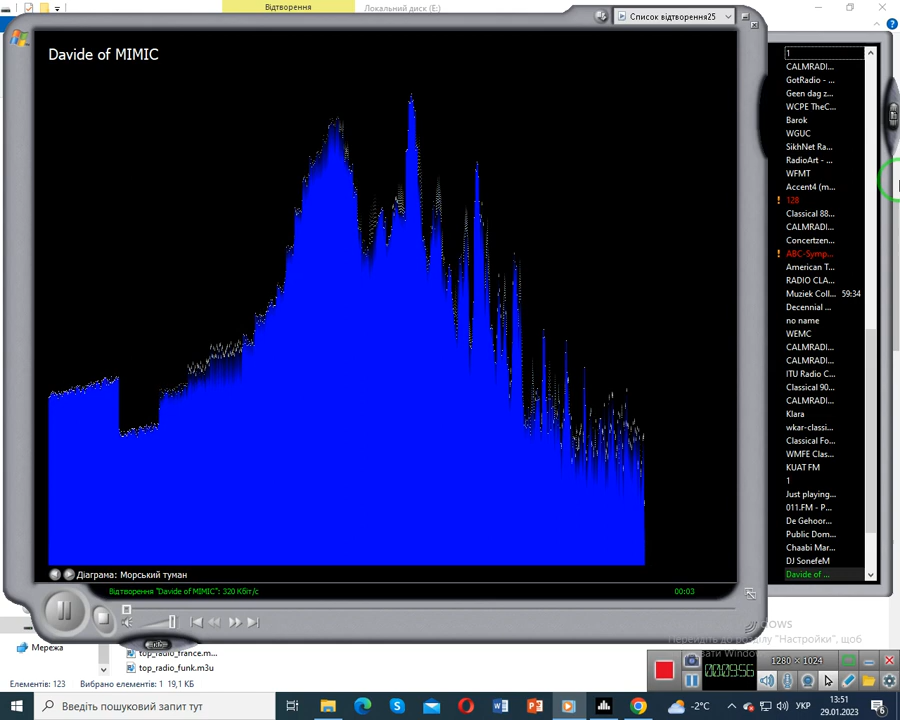 Відтворення
Локальний диск (E:)
Список відтворення25
Davide of MIMIC
1
CALMRADI...
GotRadio - ...
Geen dag z...
WCPE TheC...
Barok
WGUC
SikhNet Ra...
RadioArt - ...
WFMT
Accent4 (m...
128
Classical 88...
CALMRADI...
Concertzen...
ABC-Symp...
American T...
RADIO CLA...
Muziek Coll... 59:34
Decennial ...
no name
WEMC
CALMRADI...
CALMRADI...
ITU Radio C...
Classical 90...
CALMRADI...
Klara
wkar-classi...
Classical Fo...
WMFE Clas...
KUAT FM
1
Just playing...
011.FM - P...
De Gehoor...
Public Dom...
Chaabi Mar...
DJ SonefeM
Davide of ...
Діаграма: Морський туман
Відтворення "Davide of MIMIC": 320 Кбіт/с 00:03
Мережа
top_radio_france.m...
top_radio_funk.m3u
Перейдіть до розділу "Настройки", щоб
Елементів: 123 Вибрано елементів: 1 19,1 КБ
1280 × 1024
00:09:56
Введіть пошуковий запит тут
-2°C
УКР
13:51
29.01.2023
6